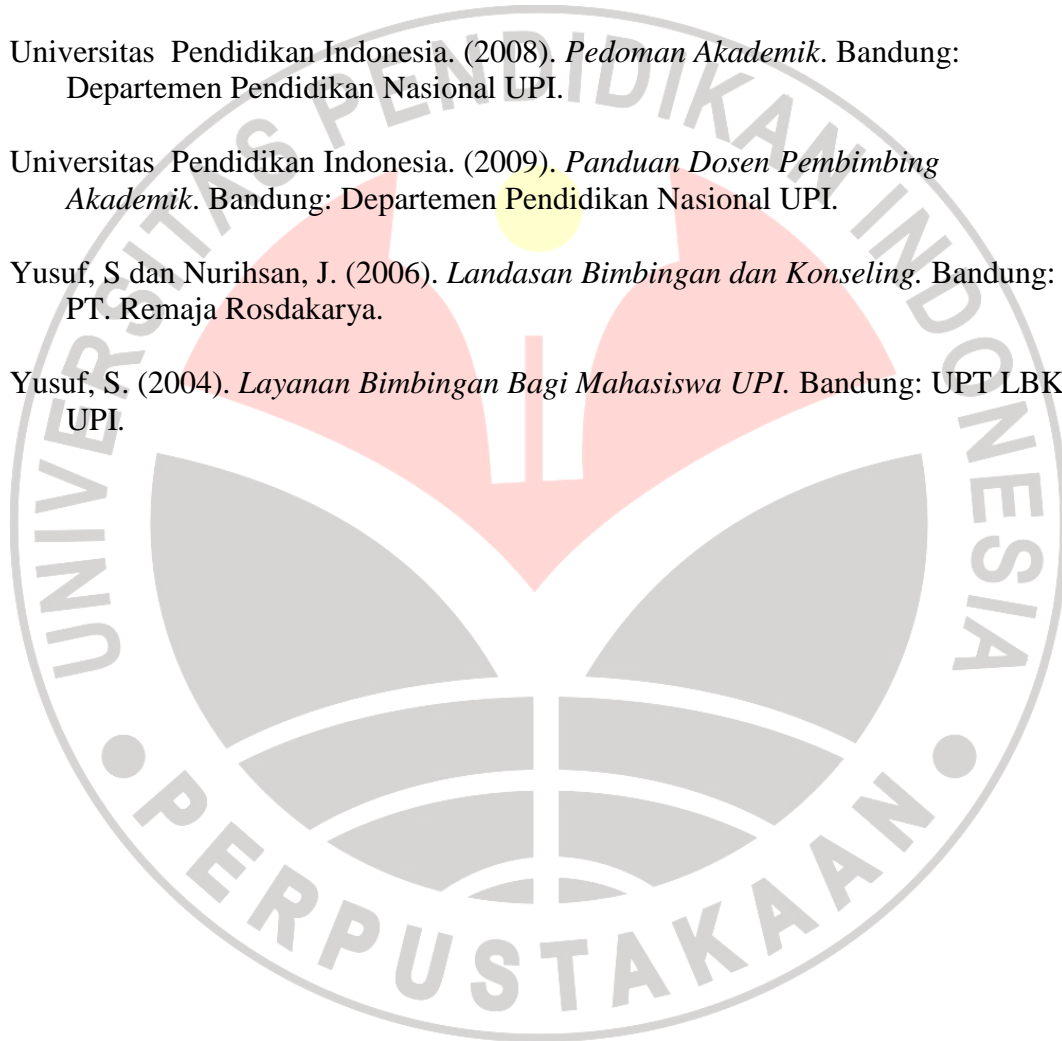 Universitas  Pendidikan Indonesia. (2008). Pedoman Akademik. Bandung:
Departemen Pendidikan Nasional UPI.
Universitas  Pendidikan Indonesia. (2009). Panduan Dosen Pembimbing
Akademik. Bandung: Departemen Pendidikan Nasional UPI.
Yusuf, S dan Nurihsan, J. (2006). Landasan Bimbingan dan Konseling. Bandung:
PT. Remaja Rosdakarya.
Yusuf, S. (2004). Layanan Bimbingan Bagi Mahasiswa UPI. Bandung: UPT LBK
UPI.
UNIVERSITAS PENDIDIKAN INDONESIA
PERPUSTAKAAN